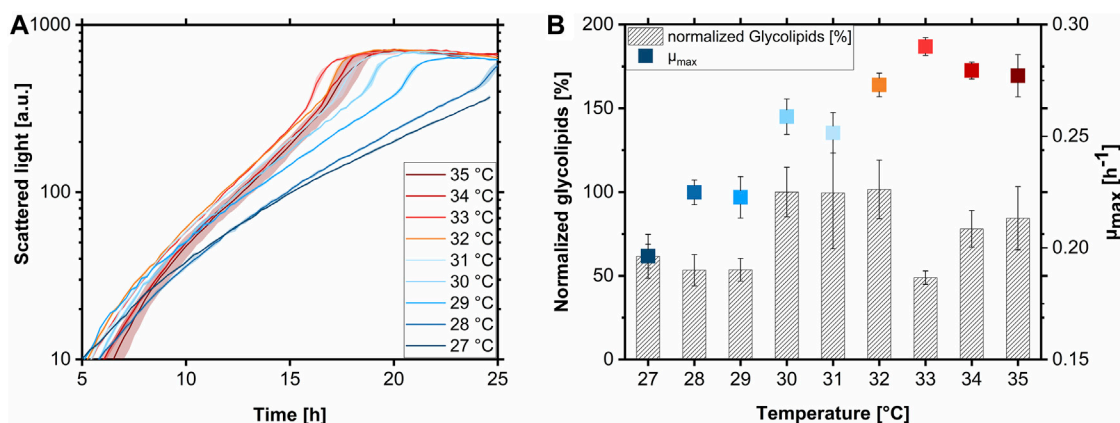 A
Scattered light [a.u.]
1000
100
10
5
10
15
20
25
Time [h]
35 °C
34 °C
33 °C
32 °C
31 °C
30 °C
29 °C
28 °C
27 °C
B
Normalized glycolipids [%]
200
150
100
50
0
normalized Glycolipids [%]
μmax
27
28
29
30
31
32
33
34
35
Temperature [°C]
0.30
0.25
0.20
0.15
μmax [h-1]